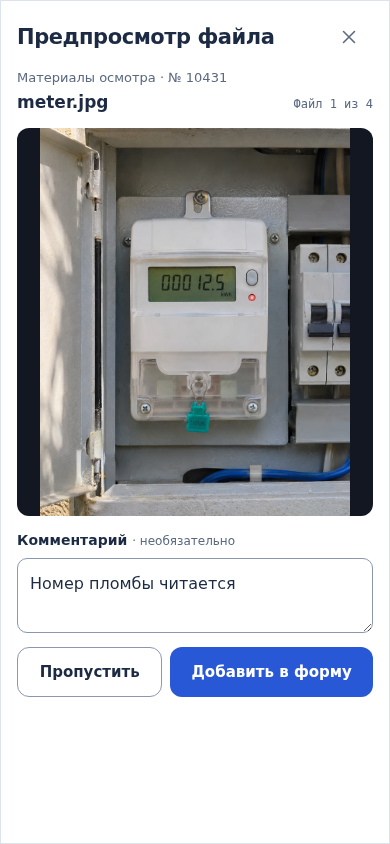 Предпросмотр файла
Материалы осмотра · № 10431
meter.jpg
Файл 1 из 4
00012.5
Комментарий · необязательно
Номер пломбы читается
Пропустить
Добавить в форму